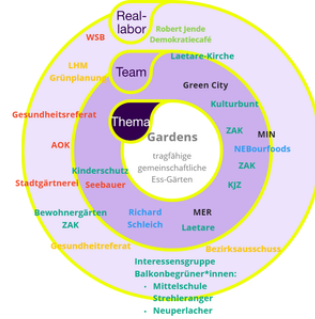 Real-
labor
Robert Jende
Demokratiecafé
WSB
Laetare-Kirche
LHM
Grünplanung
Team
Green City
Kulturbunt
Gesundheitsreferat
Thema
Gardens
tragfähige
gemeinschaftliche
Ess-Gärten
ZAK
MIN
NEBourfoods
AOK
ZAK
Kinderschutz
Stadtgärtnerei
Seebauer
KJZ
Bewohnergärten
ZAK
Richard
Schleich
MER
Laetare
Gesundheitreferat
Bezirksausschuss
Interessensgruppe
Balkonbegrüner*innen:
- Mittelschule
- Strehleranger
- Neuperlacher